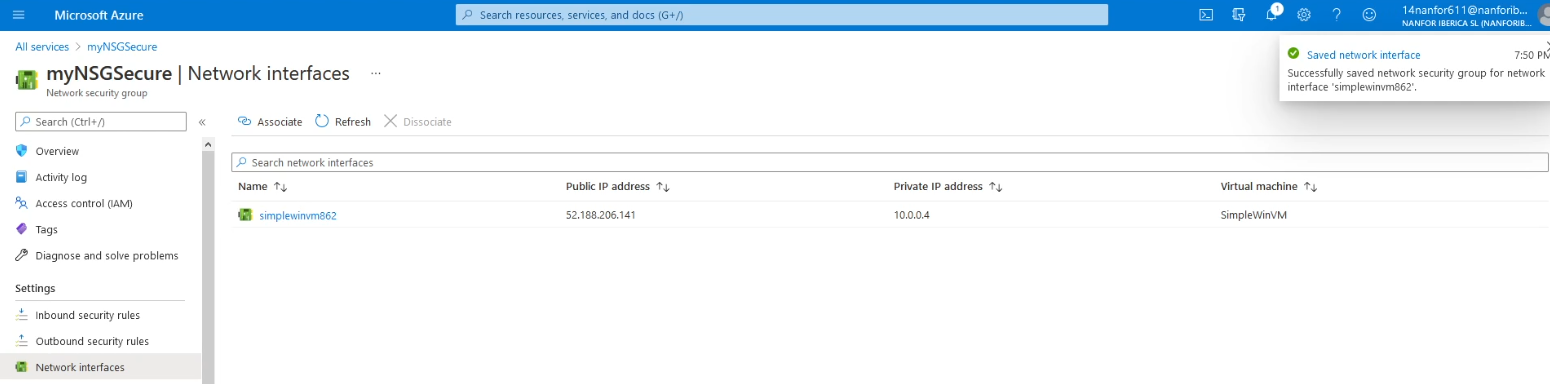 Microsoft Azure
Search resources, services, and docs (G+/)
1
14nanfor611@nanforib...
NANFOR IBERICA SL (NANFORIB...
All services > myNSGSecure
myNSGSecure | Network interfaces ...
Network security group
Saved network interface 7:50 PM
Successfully saved network security group for network
interface 'simplewinvm862'.
Search (Ctrl+/) «
Associate Refresh Dissociate
Overview
Activity log
Access control (IAM)
Tags
Diagnose and solve problems
Settings
Inbound security rules
Outbound security rules
Network interfaces
Search network interfaces
Name ↑↓ Public IP address ↑↓ Private IP address ↑↓ Virtual machine ↑↓
simplewinvm862 52.188.206.141 10.0.0.4 SimpleWinVM